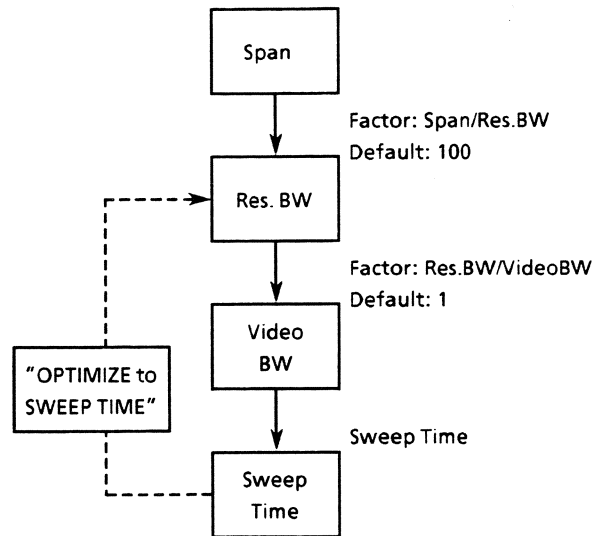 Span
Factor: Span/Res.BW
Default: 100
Res. BW
Factor: Res.BW/VideoBW
Default: 1
Video
BW
"OPTIMIZE to
SWEEP TIME"
Sweep Time
Sweep
Time